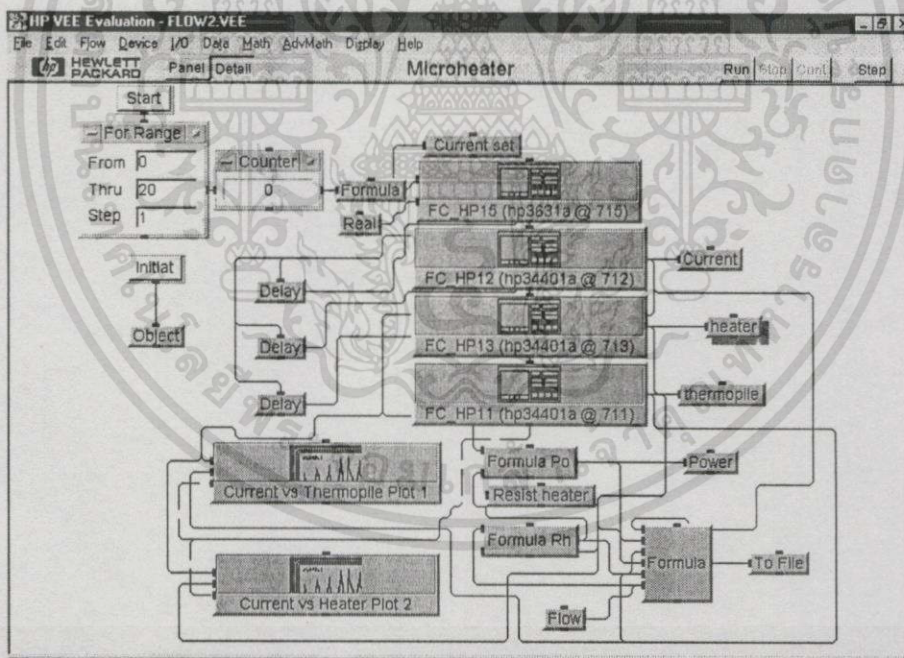 HP VEE Evaluation - FLOW2.VEE
File Edit Flow Device I/O Data Math AdvMath Display Help
hp HEWLETT PACKARD Panel Detail Microheater Run Stop Cont Step
Start
For Range
From 0
Thru 20
Step 1
Counter
0
Formula
Real
Current set
FC_HP15 (hp3631a @ 715)
FC_HP12 (hp34401a @ 712)
FC_HP13 (hp34401a @ 713)
FC_HP11 (hp34401a @ 711)
Initiat
Object
Delay
Delay
Delay
Current
heater
thermopile
Current vs Thermopile Plot 1
Current vs Heater Plot 2
Formula Po
Power
Resist heater
Formula Rh
Formula
To File
Flow